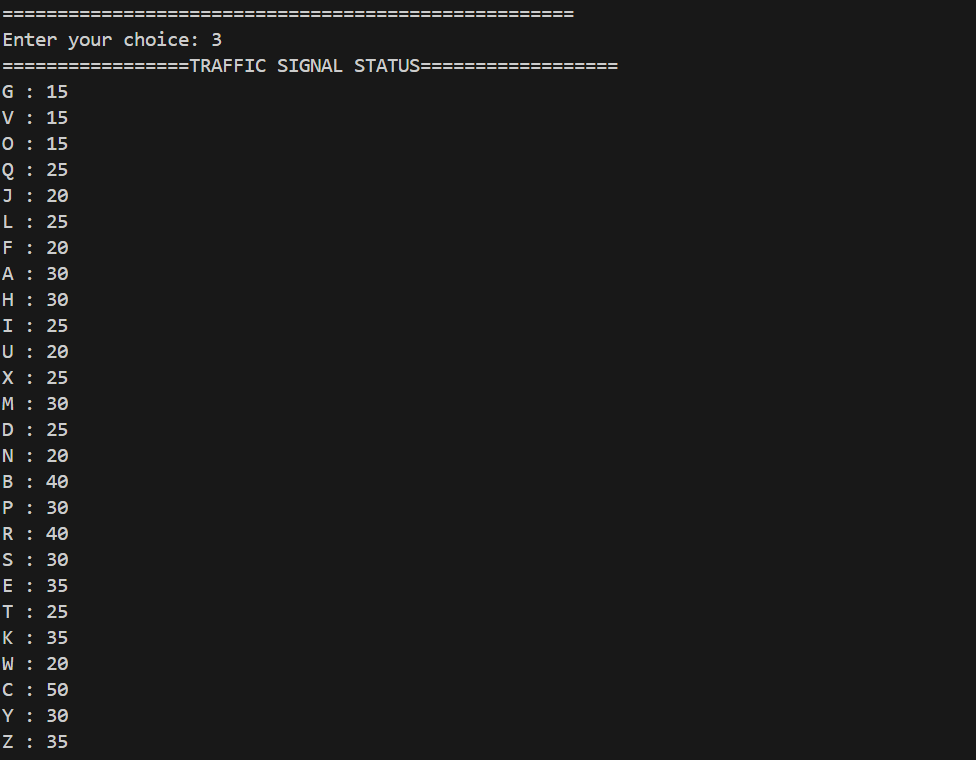 ====================================================
Enter your choice: 3
=================TRAFFIC SIGNAL STATUS==================
G : 15
V : 15
O : 15
Q : 25
J : 20
L : 25
F : 20
A : 30
H : 30
I : 25
U : 20
X : 25
M : 30
D : 25
N : 20
B : 40
P : 30
R : 40
S : 30
E : 35
T : 25
K : 35
W : 20
C : 50
Y : 30
Z : 35